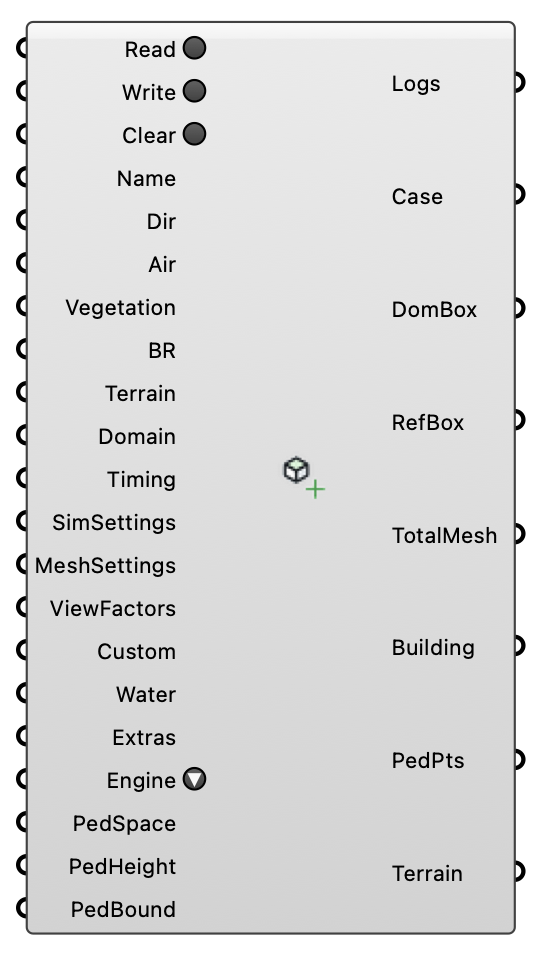 Read
Write
Clear
Name
Dir
Air
Vegetation
BR
Terrain
Domain
Timing
SimSettings
MeshSettings
ViewFactors
Custom
Water
Extras
Engine
PedSpace
PedHeight
PedBound
Logs
Case
DomBox
RefBox
TotalMesh
Building
PedPts
Terrain